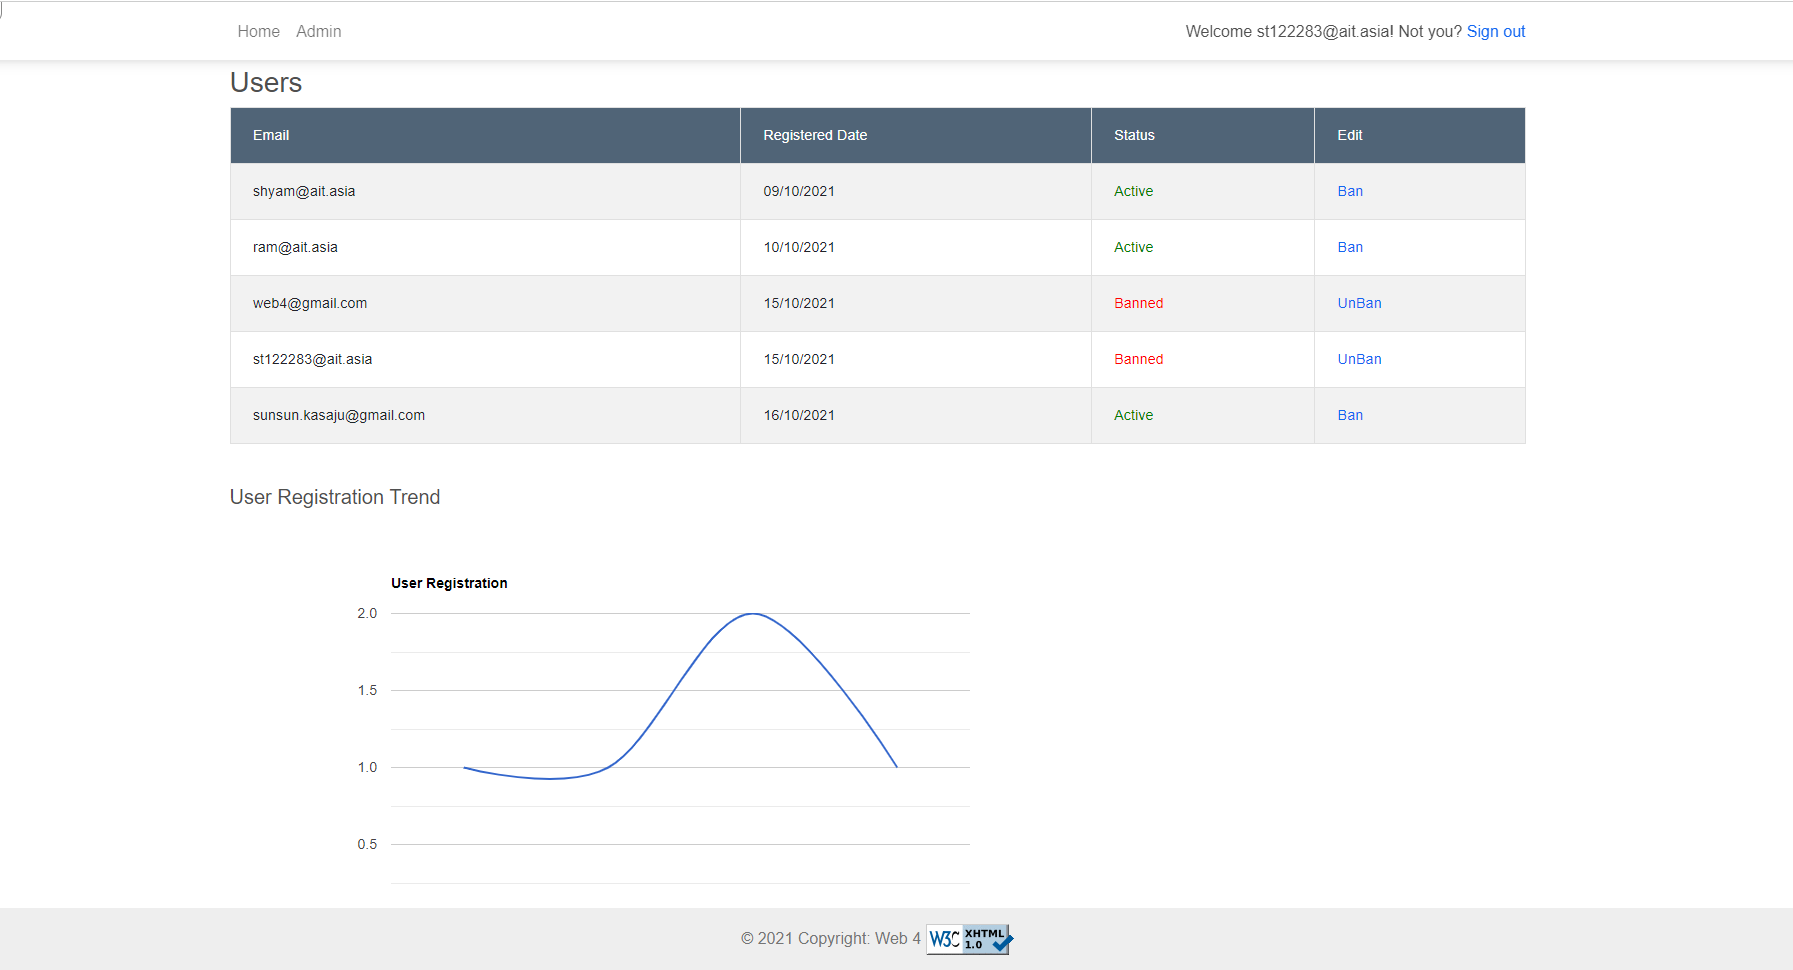 Home Admin Welcome st122283@ait.asia! Not you? Sign out
Users
Email Registered Date Status Edit
shyam@ait.asia 09/10/2021 Active Ban
ram@ait.asia 10/10/2021 Active Ban
web4@gmail.com 15/10/2021 Banned UnBan
st122283@ait.asia 15/10/2021 Banned UnBan
sunsun.kasaju@gmail.com 16/10/2021 Active Ban
User Registration Trend
User Registration
2.0
1.5
1.0
0.5
© 2021 Copyright: Web 4 W3C XHTML 1.0